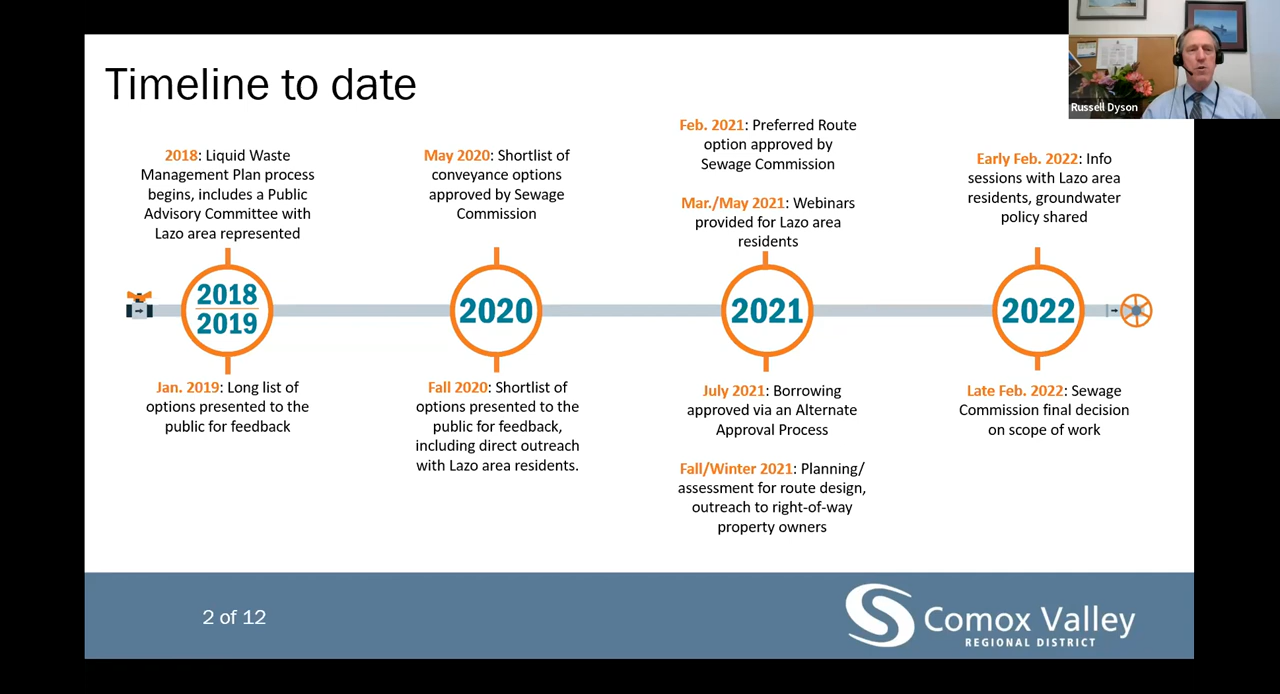 Timeline to date
Russell Dyson
2018: Liquid Waste
Management Plan process
begins, includes a Public
Advisory Committee with
Lazo area represented
May 2020: Shortlist of
conveyance options
approved by Sewage
Commission
Feb. 2021: Preferred Route
option approved by
Sewage Commission
Mar./May 2021: Webinars
provided for Lazo area
residents
Early Feb. 2022: Info
sessions with Lazo area
residents, groundwater
policy shared
2018
2019
2020
2021
2022
Jan. 2019: Long list of
options presented to the
public for feedback
Fall 2020: Shortlist of
options presented to the
public for feedback,
including direct outreach
with Lazo area residents.
July 2021: Borrowing
approved via an Alternate
Approval Process
Fall/Winter 2021: Planning/
assessment for route design,
outreach to right-of-way
property owners
Late Feb. 2022: Sewage
Commission final decision
on scope of work
2 of 12
Comox Valley
REGIONAL DISTRICT